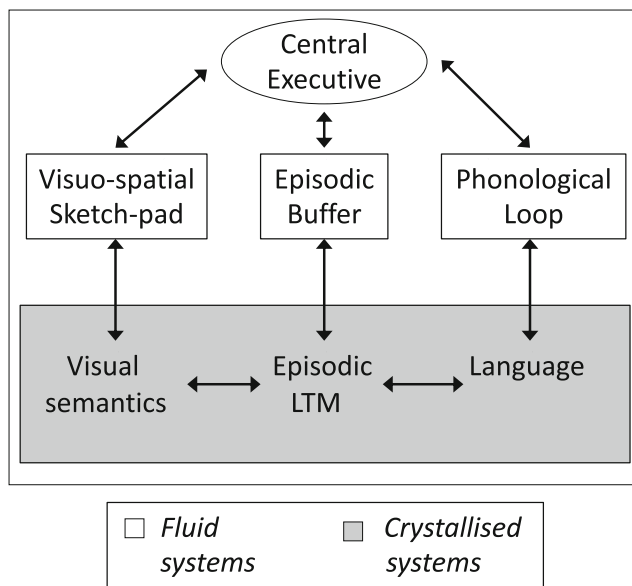 Central
Executive
Visuo-spatial
Sketch-pad
Episodic
Buffer
Phonological
Loop
Visual
semantics
Episodic
LTM
Language
Fluid
systems
Crystallised
systems